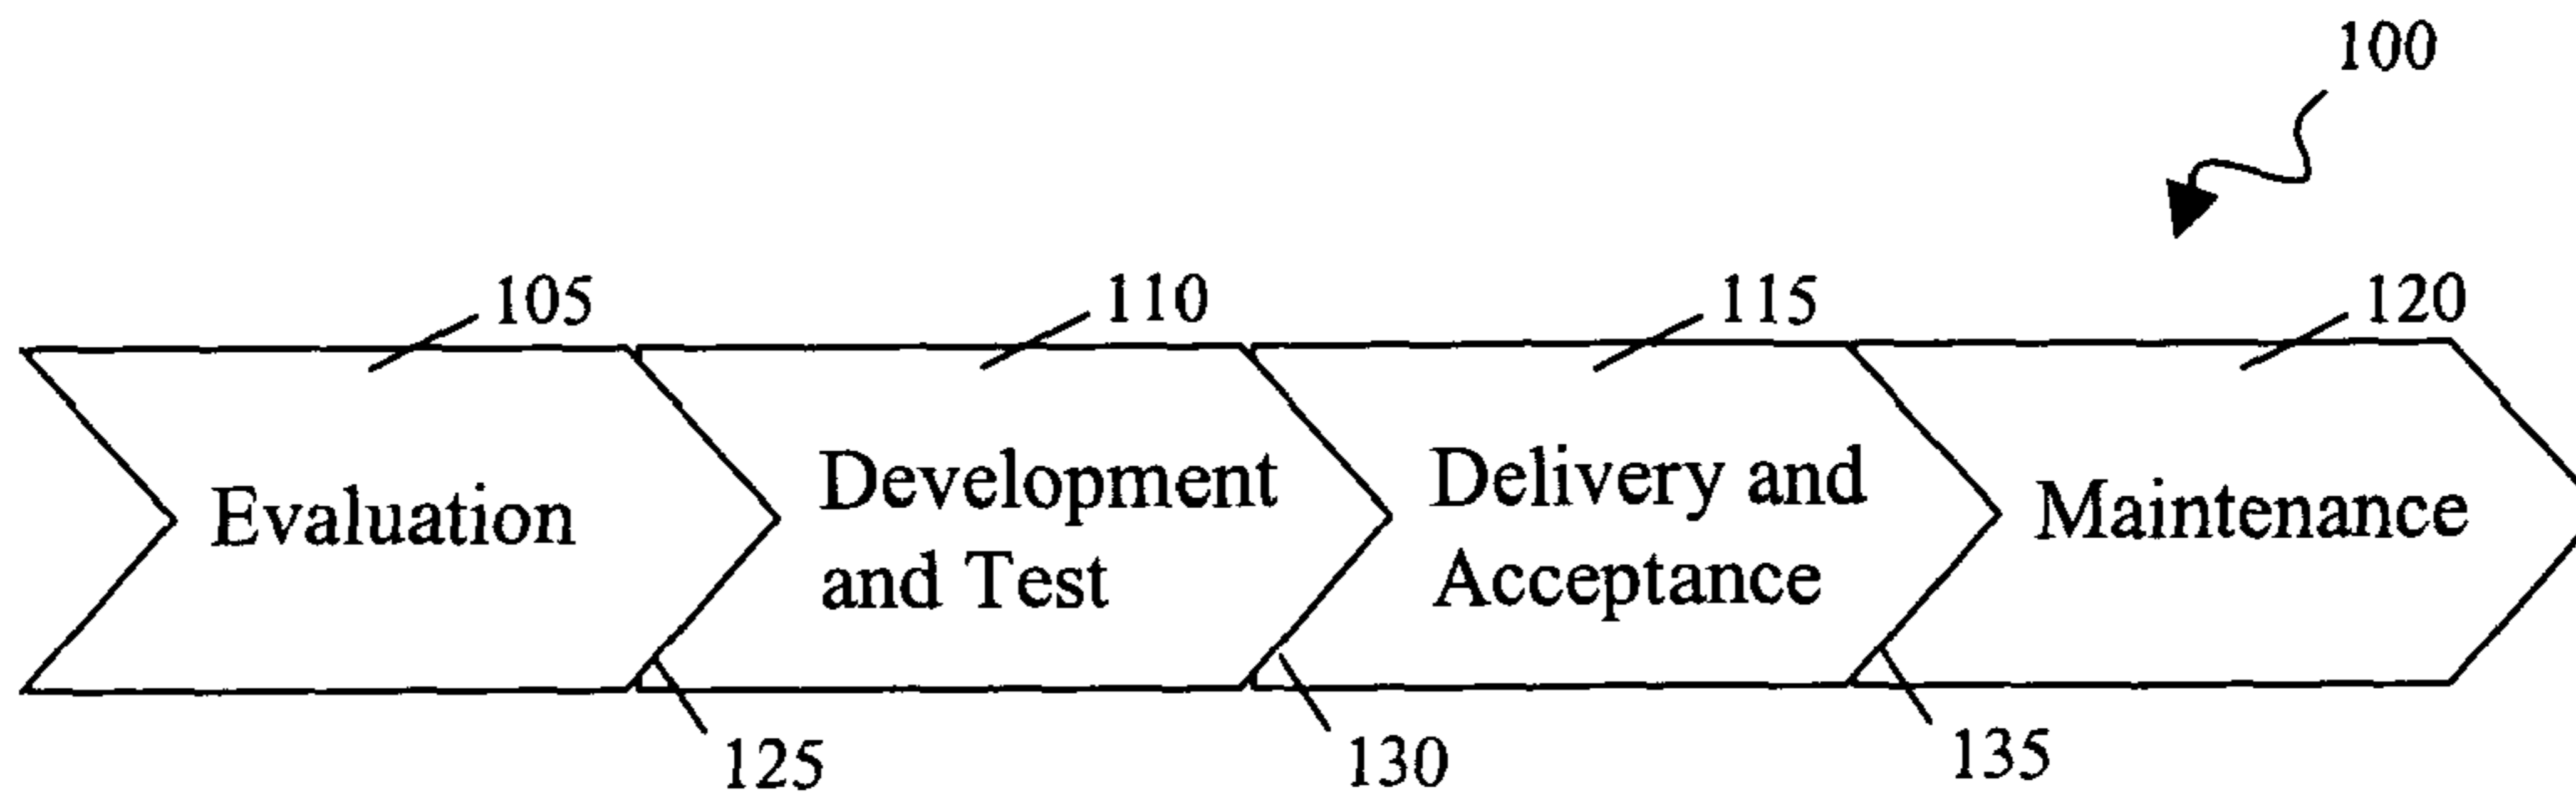 100
105
110
115
120
Evaluation
Development
and Test
Delivery and
Acceptance
Maintenance
125
130
135